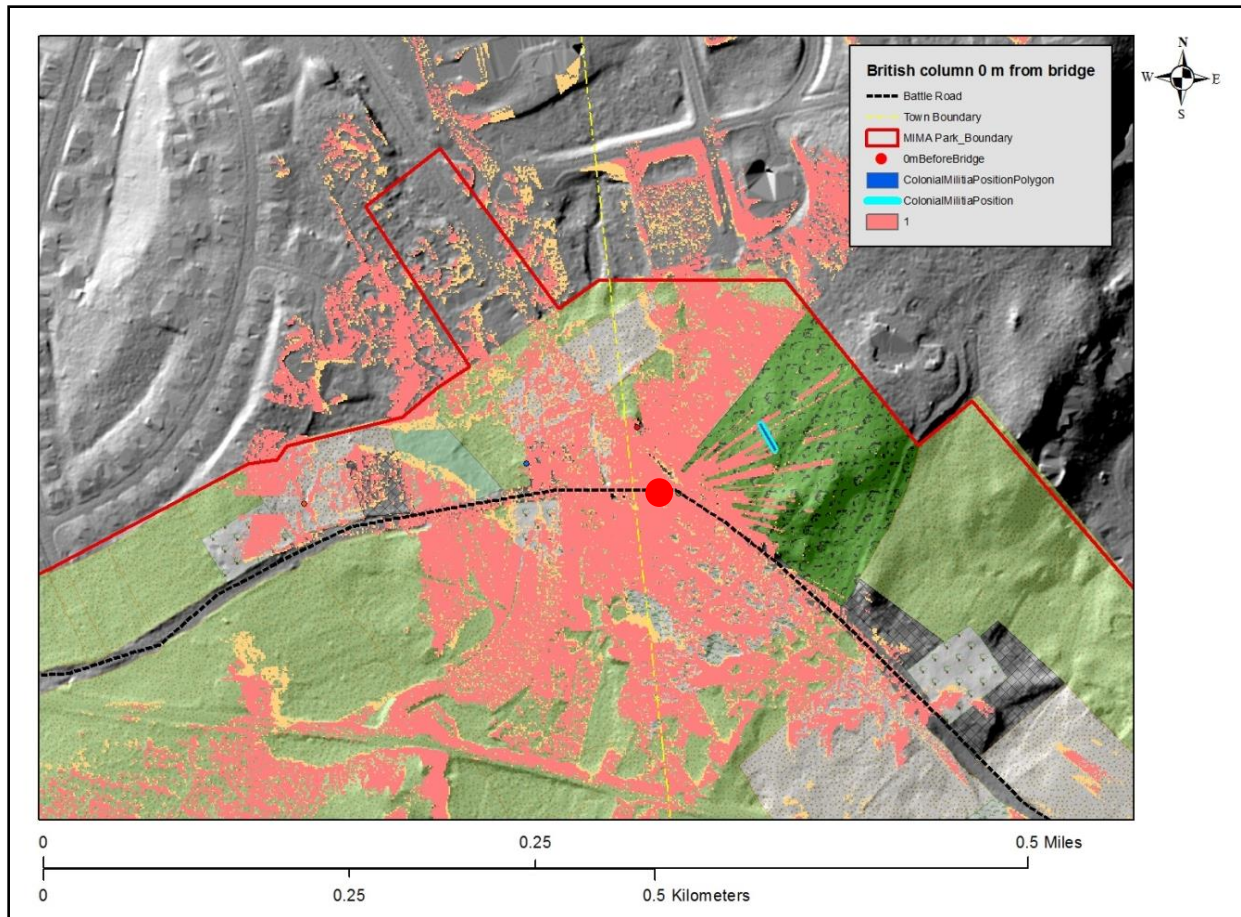 N
W E
S
British column 0 m from bridge
Battle Road
Town Boundary
MIMA Park_Boundary
0mBeforeBridge
ColonialMilitiaPositionPolygon
ColonialMilitiaPosition
1
0 0.25 0.5 Miles
0 0.25 0.5 Kilometers